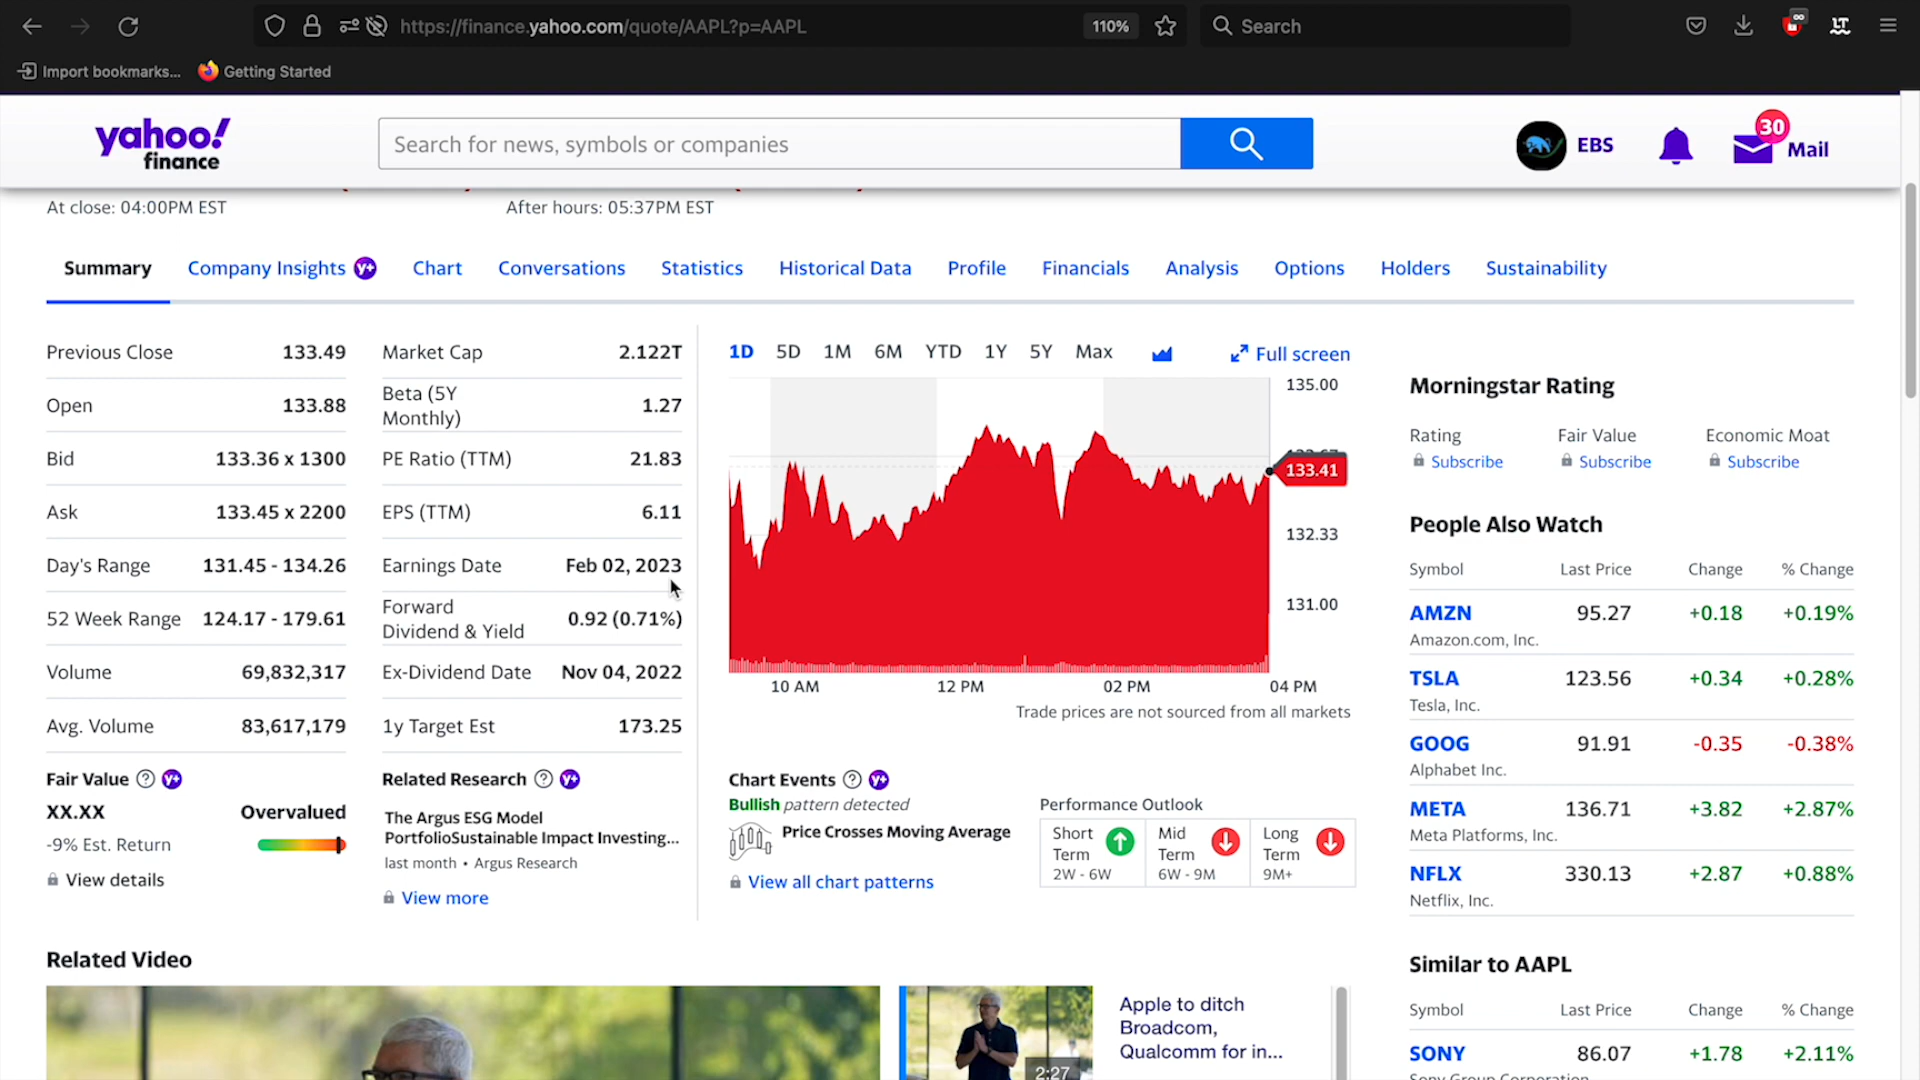 https://finance.yahoo.com/quote/AAPL?p=AAPL
110%
Search
Import bookmarks...
Getting Started
yahoo!
finance
Search for news, symbols or companies
EBS
30
Mail
At close: 04:00PM EST
After hours: 05:37PM EST
Summary
Company Insights
y+
Chart
Conversations
Statistics
Historical Data
Profile
Financials
Analysis
Options
Holders
Sustainability
Previous Close 133.49
Open 133.88
Bid 133.36 x 1300
Ask 133.45 x 2200
Day's Range 131.45 - 134.26
52 Week Range 124.17 - 179.61
Volume 69,832,317
Avg. Volume 83,617,179
Market Cap 2.122T
Beta (5Y
Monthly) 1.27
PE Ratio (TTM) 21.83
EPS (TTM) 6.11
Earnings Date Feb 02, 2023
Forward
Dividend & Yield 0.92 (0.71%)
Ex-Dividend Date Nov 04, 2022
1y Target Est 173.25
Fair Value ? y+
XX.XX Overvalued
-9% Est. Return
View details
Related Research ? y+
The Argus ESG Model
PortfolioSustainable Impact Investing...
last month • Argus Research
View more
1D 5D 1M 6M YTD 1Y 5Y Max
Full screen
135.00
133.41
132.33
131.00
10 AM 12 PM 02 PM 04 PM
Trade prices are not sourced from all markets
Chart Events ? y+
Bullish pattern detected
Price Crosses Moving Average
View all chart patterns
Performance Outlook
Short
Term
2W - 6W
Mid
Term
6W - 9M
Long
Term
9M+
Morningstar Rating
Rating Fair Value Economic Moat
Subscribe Subscribe Subscribe
People Also Watch
Symbol Last Price Change % Change
AMZN 95.27 +0.18 +0.19%
Amazon.com, Inc.
TSLA 123.56 +0.34 +0.28%
Tesla, Inc.
GOOG 91.91 -0.35 -0.38%
Alphabet Inc.
META 136.71 +3.82 +2.87%
Meta Platforms, Inc.
NFLX 330.13 +2.87 +0.88%
Netflix, Inc.
Similar to AAPL
Symbol Last Price Change % Change
SONY 86.07 +1.78 +2.11%
Sony Group Corporation
Related Video
2:27
Apple to ditch
Broadcom,
Qualcomm for in...